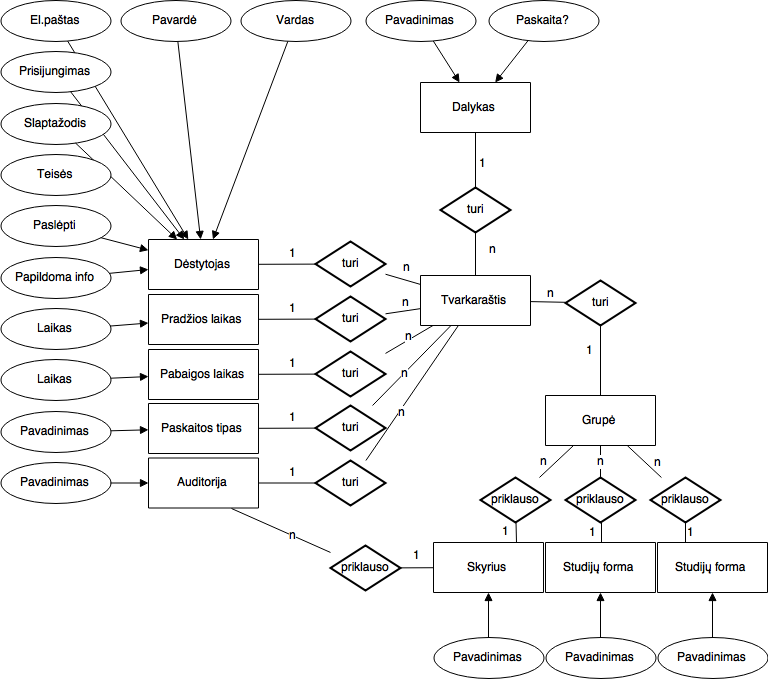 El.paštas
Pavardė
Vardas
Pavadinimas
Paskaita?
Prisijungimas
Slaptažodis
Dalykas
Teisės
1
turi
Paslėpti
n
Papildoma info
Dėstytojas
1
turi
n
Tvarkaraštis
n
turi
Laikas
Pradžios laikas
1
turi
n
1
Laikas
Pabaigos laikas
1
turi
n
Pavadinimas
Paskaitos tipas
1
turi
n
Grupė
Pavadinimas
Auditorija
1
turi
n
n
n
n
priklauso
priklauso
priklauso
1
1
1
n
priklauso
1
Skyrius
Studijų forma
Studijų forma
Pavadinimas
Pavadinimas
Pavadinimas